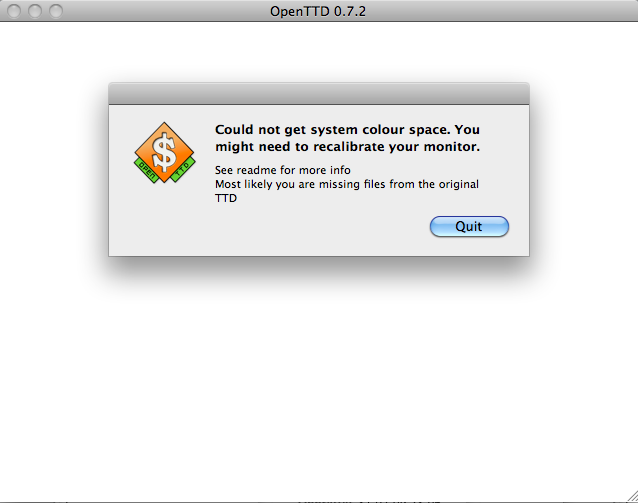 OpenTTD 0.7.2
Could not get system colour space. You
might need to recalibrate your monitor.
$
OPEN TTD
See readme for more info
Most likely you are missing files from the original
TTD
Quit